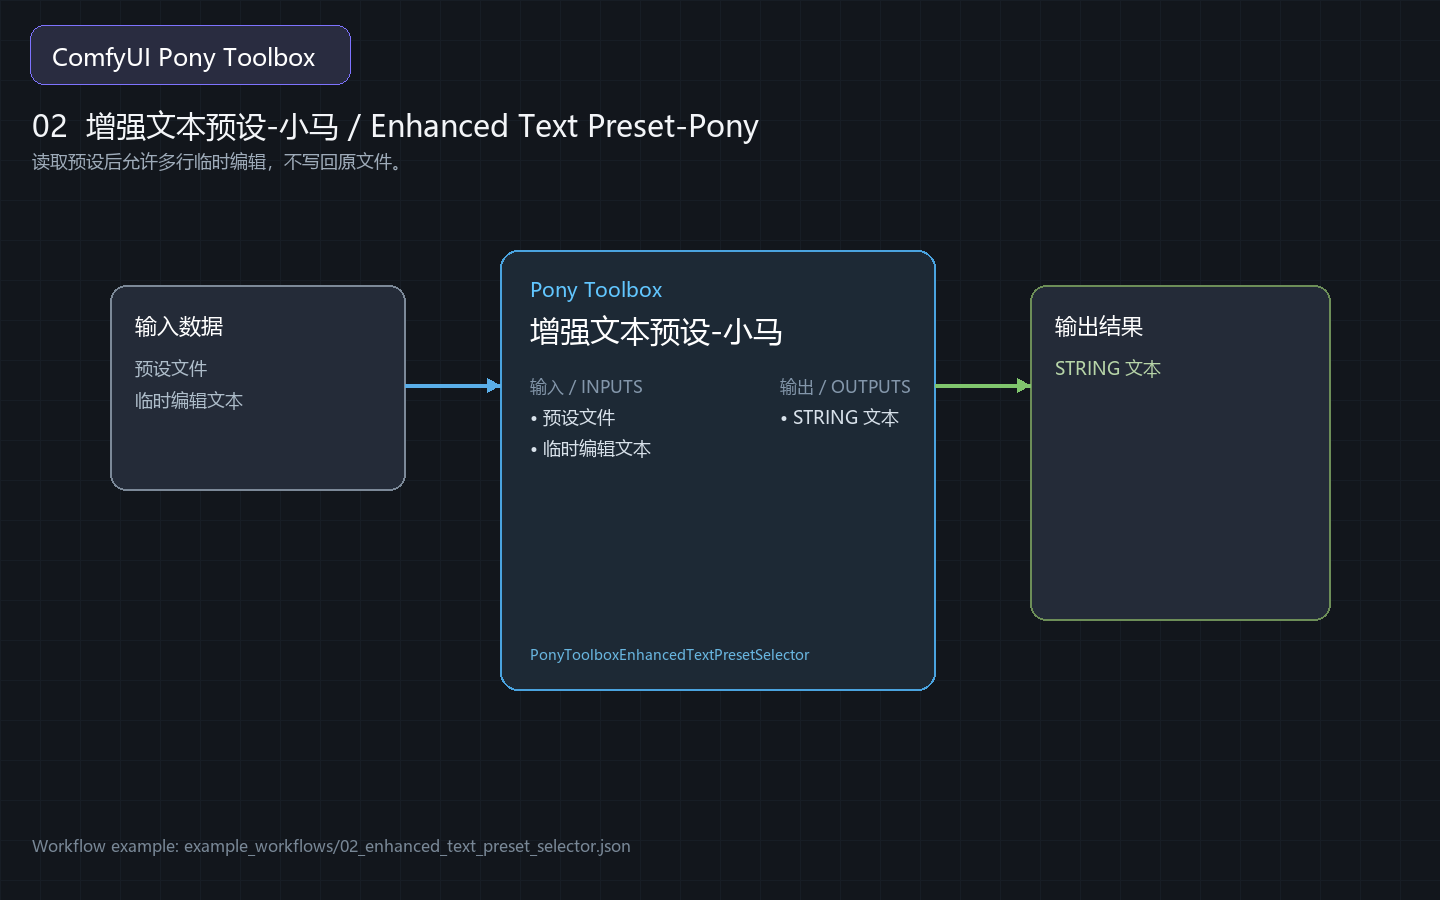 ComfyUI Pony Toolbox
02 增强文本预设-小马 / Enhanced Text Preset-Pony
读取预设后允许多行临时编辑，不写回原文件。
输入数据
预设文件
临时编辑文本
Pony Toolbox
增强文本预设-小马
输入 / INPUTS
• 预设文件
• 临时编辑文本
输出 / OUTPUTS
• STRING 文本
PonyToolboxEnhancedTextPresetSelector
输出结果
STRING 文本
Workflow example: example_workflows/02_enhanced_text_preset_selector.json